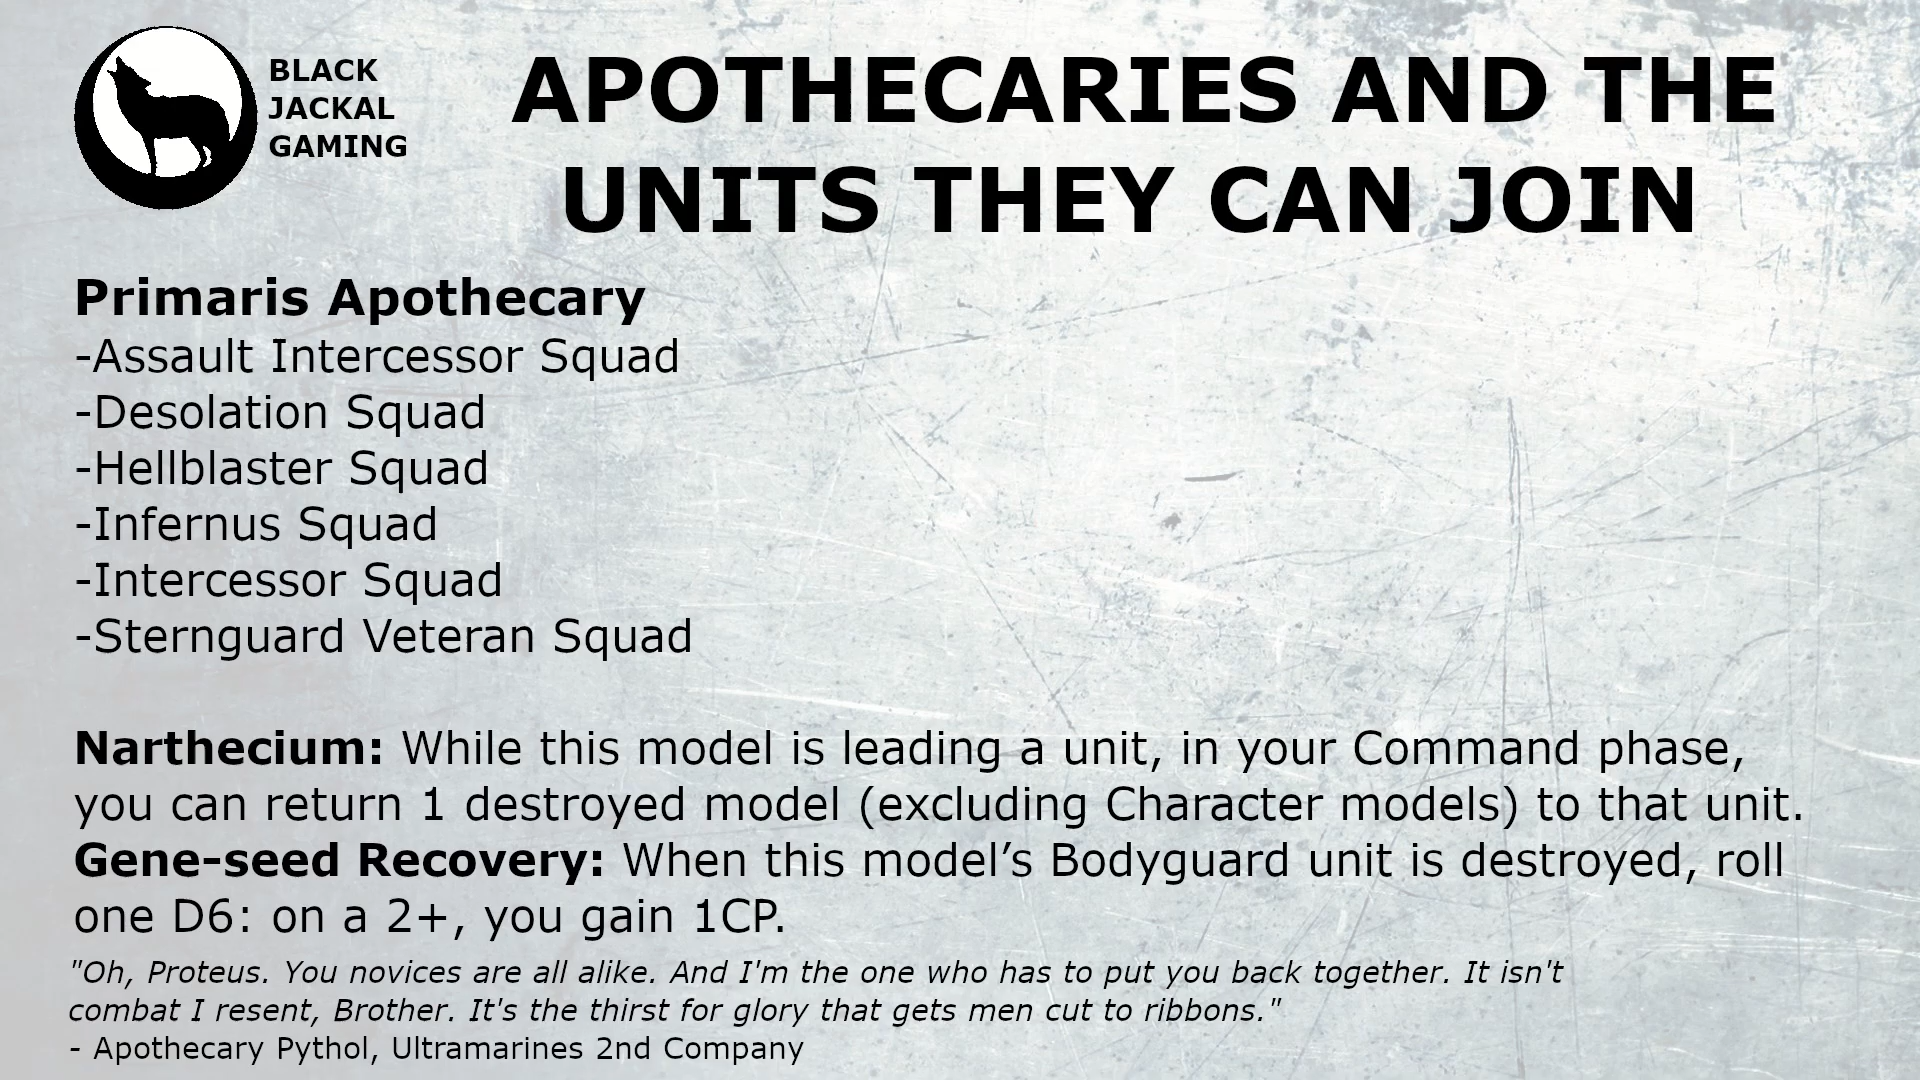 BLACK
JACKAL
GAMING
APOTHECARIES AND THE
UNITS THEY CAN JOIN
Primaris Apothecary
-Assault Intercessor Squad
-Desolation Squad
-Hellblaster Squad
-Infernus Squad
-Intercessor Squad
-Sternguard Veteran Squad
Narthecium: While this model is leading a unit, in your Command phase,
you can return 1 destroyed model (excluding Character models) to that unit.
Gene-seed Recovery: When this model’s Bodyguard unit is destroyed, roll
one D6: on a 2+, you gain 1CP.
"Oh, Proteus. You novices are all alike. And I'm the one who has to put you back together. It isn't
combat I resent, Brother. It's the thirst for glory that gets men cut to ribbons."
- Apothecary Pythol, Ultramarines 2nd Company